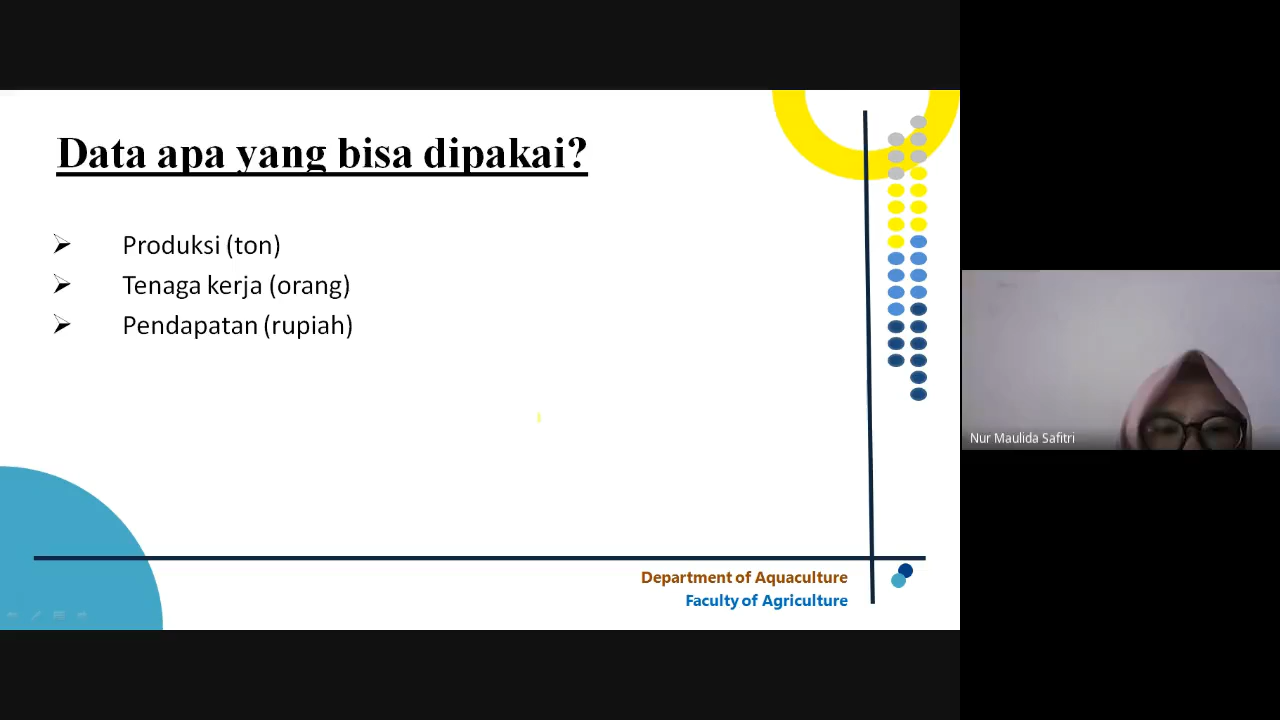 Data apa yang bisa dipakai?
Produksi (ton)
Tenaga kerja (orang)
Pendapatan (rupiah)
Department of Aquaculture
Faculty of Agriculture
Nur Maulida Safitri